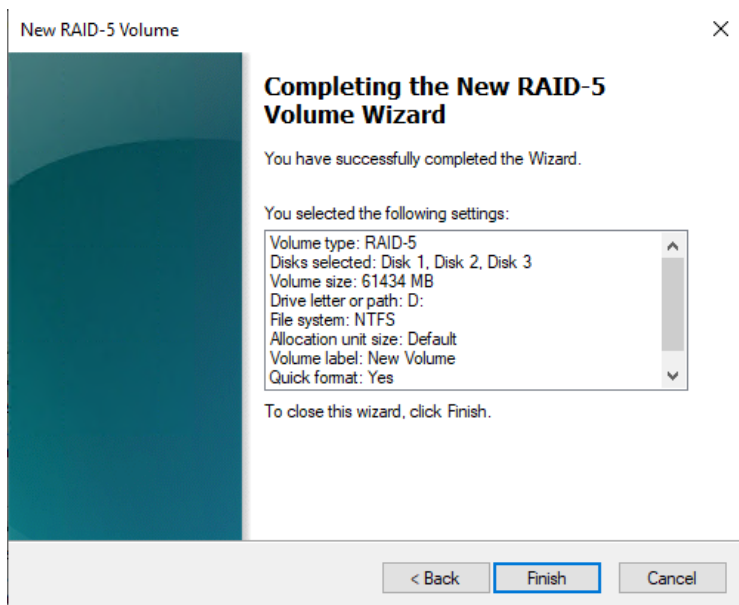 New RAID-5 Volume
Completing the New RAID-5
Volume Wizard
You have successfully completed the Wizard.
You selected the following settings:
Volume type: RAID-5
Disks selected: Disk 1, Disk 2, Disk 3
Volume size: 61434 MB
Drive letter or path: D:
File system: NTFS
Allocation unit size: Default
Volume label: New Volume
Quick format: Yes
To close this wizard, click Finish.
< Back
Finish
Cancel